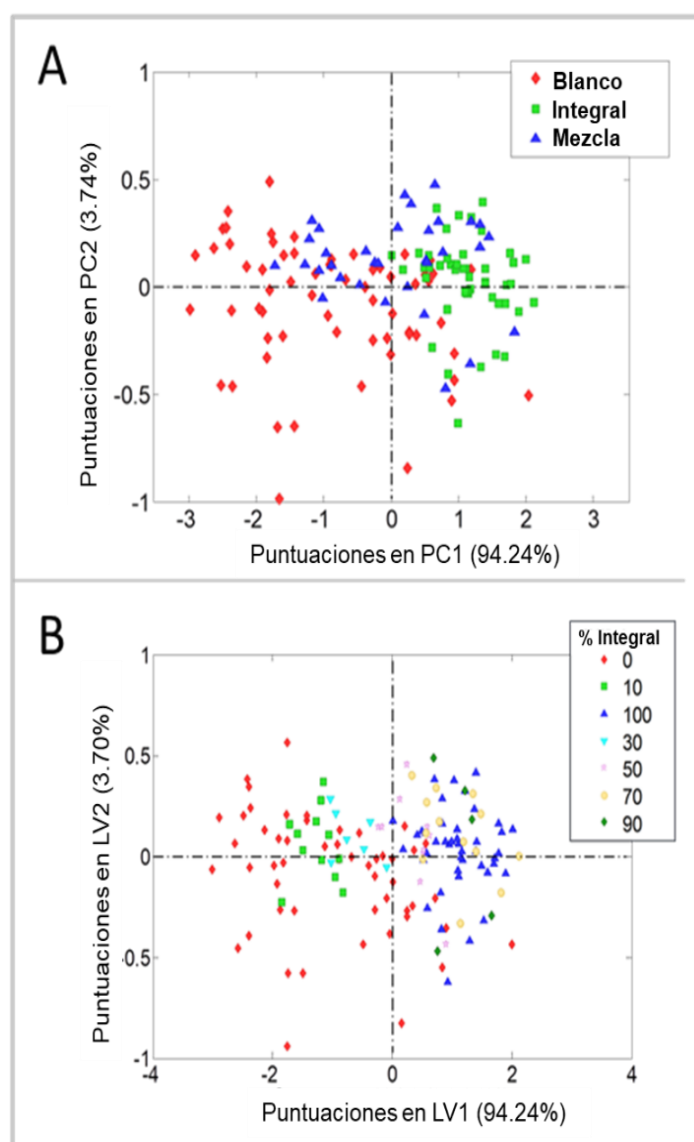 A
Blanco
Integral
Mezcla
1
0.5
0
-0.5
-1
Puntuaciones en PC2 (3.74%)
-3 -2 -1 0 1 2 3
Puntuaciones en PC1 (94.24%)
B
% Integral
0
10
100
30
50
70
90
1
0.5
0
-0.5
-1
Puntuaciones en LV2 (3.70%)
-4 -2 0 2 4
Puntuaciones en LV1 (94.24%)